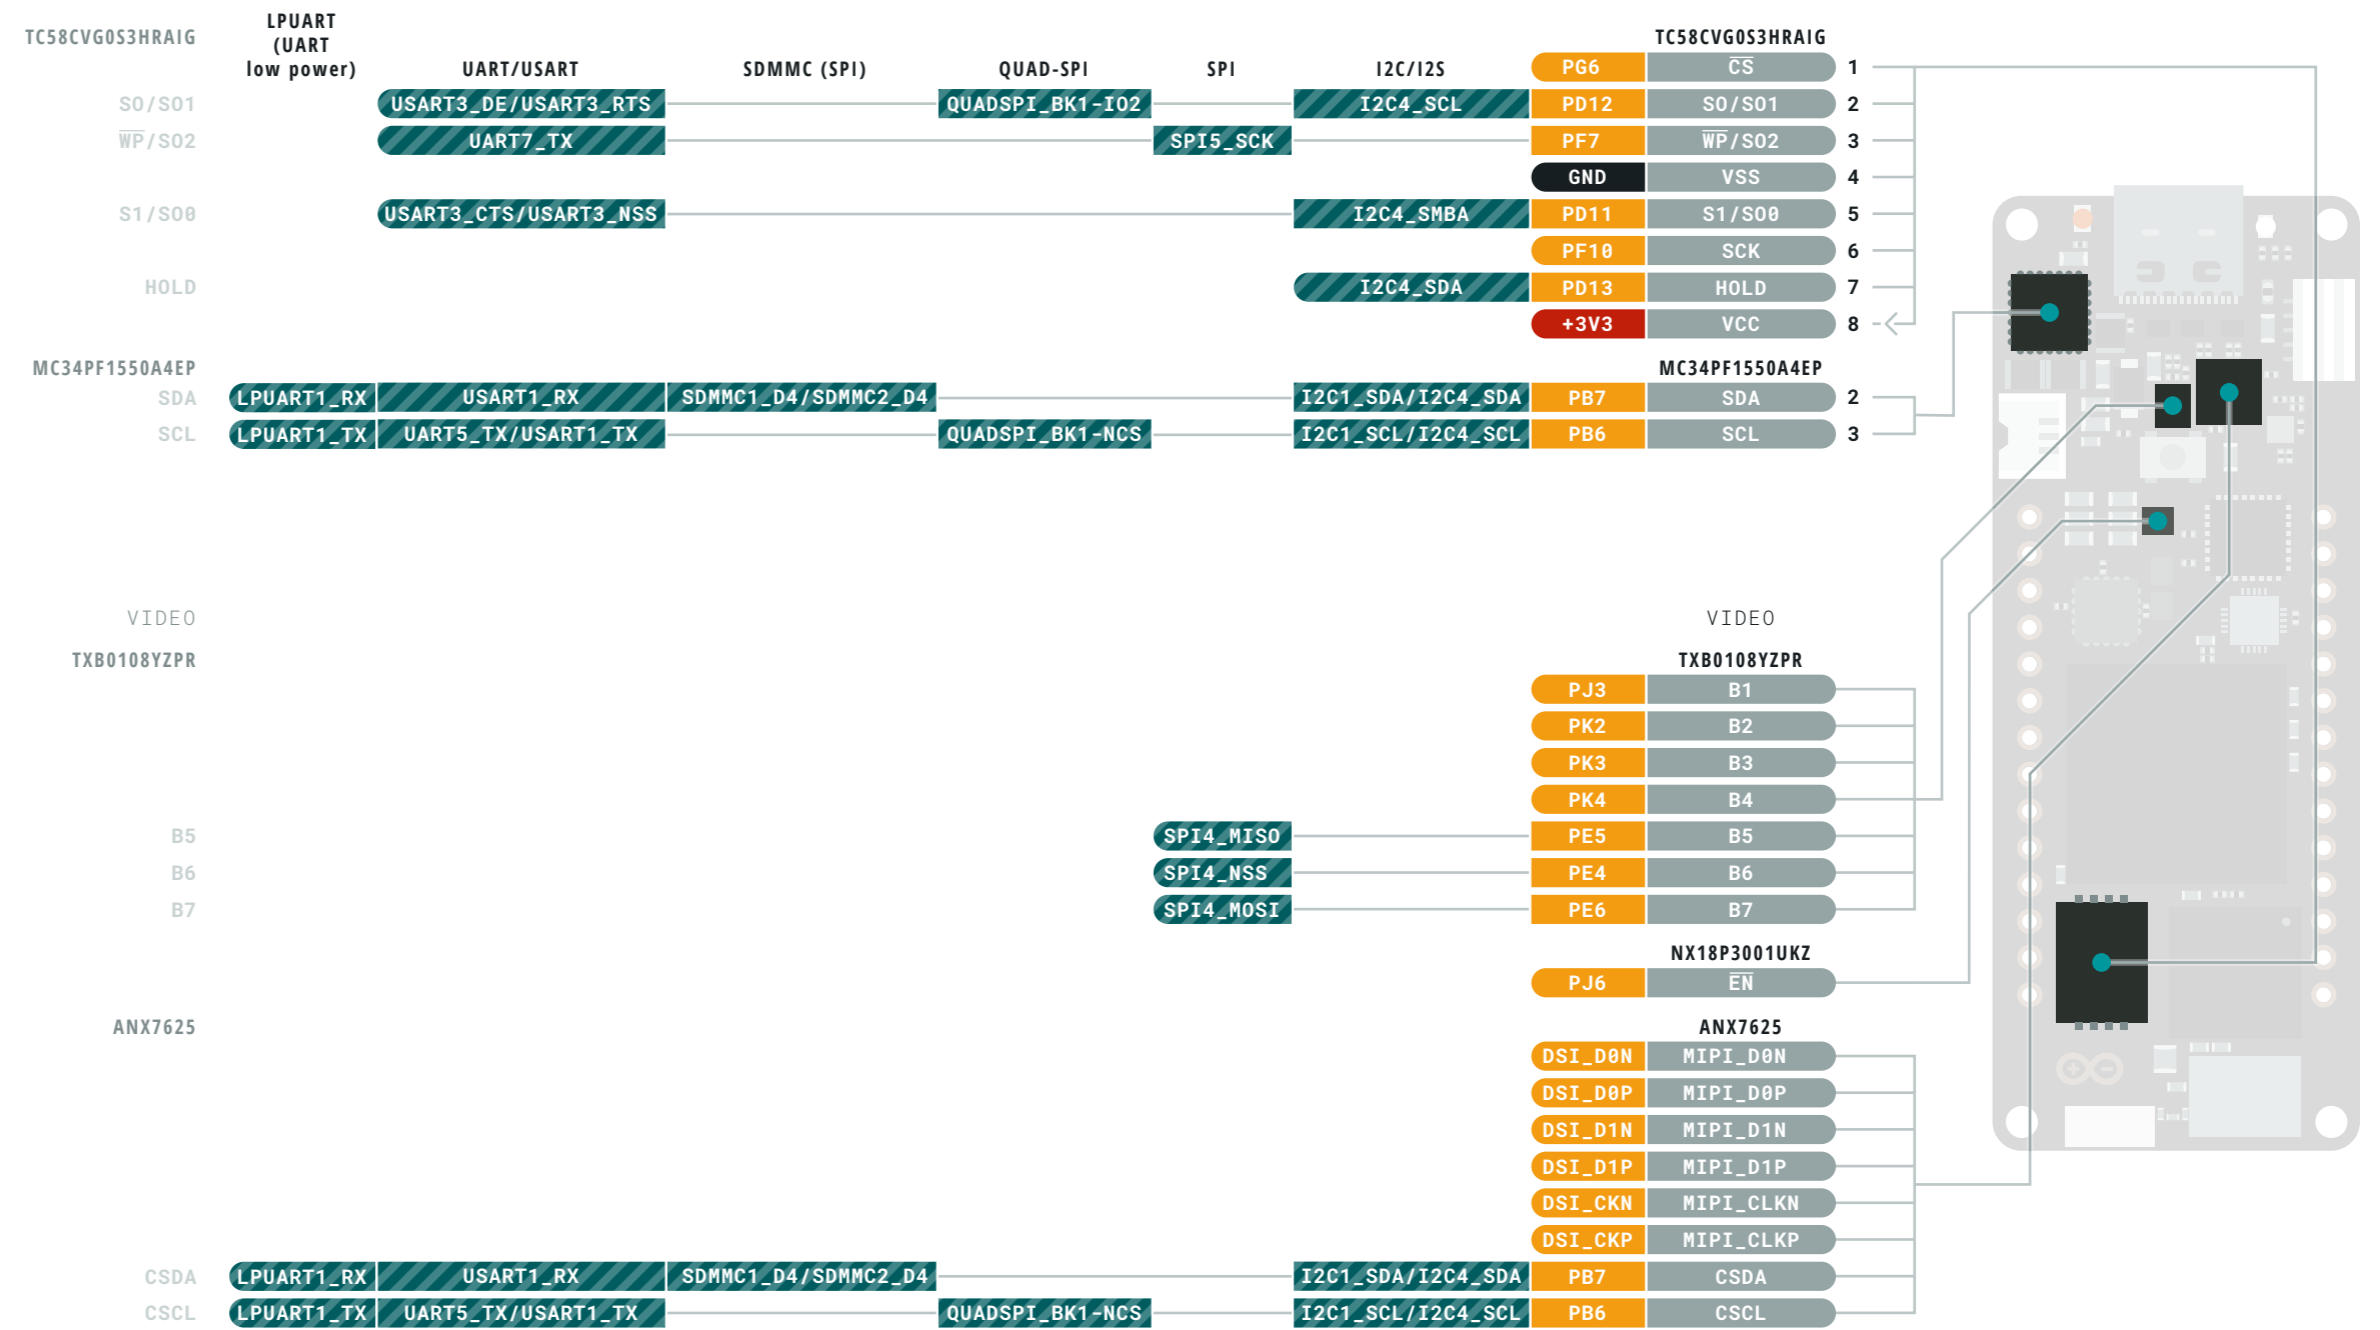 LPUART
TC58CVG0S3HRAIG (UART TC58CVG0S3HRAIG
low power) UART/USART SDMMC (SPI) QUAD-SPI SPI I2C/I2S PG6 CS 1
SO/SO1 USART3_DE/USART3_RTS QUADSPI_BK1-IO2 I2C4_SCL PD12 SO/SO1 2
WP/SO2 UART7_TX SPI5_SCK PF7 WP/SO2 3
GND VSS 4
S1/SO0 USART3_CTS/USART3_NSS I2C4_SMBA PD11 S1/SO0 5
PF10 SCK 6
HOLD I2C4_SDA PD13 HOLD 7
+3V3 VCC 8
MC34PF1550A4EP MC34PF1550A4EP
SDA LPUART1_RX USART1_RX SDMMC1_D4/SDMMC2_D4 I2C1_SDA/I2C4_SDA PB7 SDA 2
SCL LPUART1_TX UART5_TX/USART1_TX QUADSPI_BK1-NCS I2C1_SCL/I2C4_SCL PB6 SCL 3
VIDEO VIDEO
TXB0108YZPR TXB0108YZPR
PJ3 B1
PK2 B2
PK3 B3
PK4 B4
B5 SPI4_MISO PE5 B5
B6 SPI4_NSS PE4 B6
B7 SPI4_MOSI PE6 B7
NX18P3001UKZ
PJ6 EN
ANX7625 ANX7625
DSI_D0N MIPI_D0N
DSI_D0P MIPI_D0P
DSI_D1N MIPI_D1N
DSI_D1P MIPI_D1P
DSI_CKN MIPI_CLKN
DSI_CKP MIPI_CLKP
CSDA LPUART1_RX USART1_RX SDMMC1_D4/SDMMC2_D4 I2C1_SDA/I2C4_SDA PB7 CSDA
CSCL LPUART1_TX UART5_TX/USART1_TX QUADSPI_BK1-NCS I2C1_SCL/I2C4_SCL PB6 CSCL